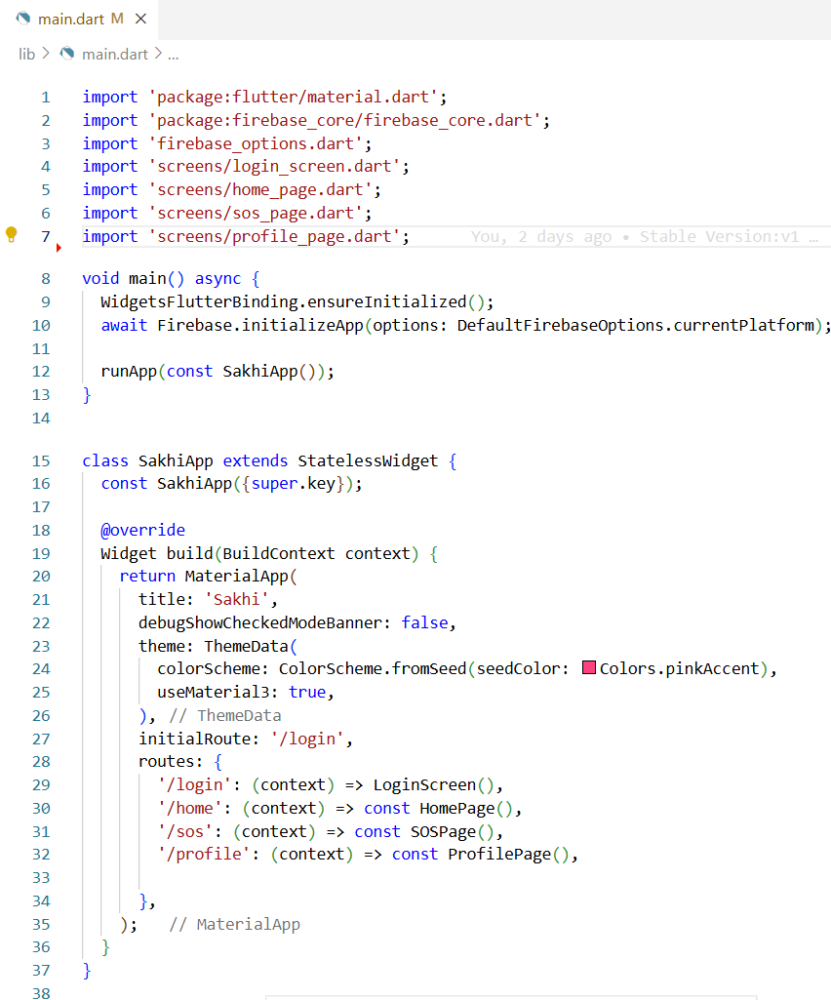 main.dart M
lib > main.dart > ...
1 import 'package:flutter/material.dart';
2 import 'package:firebase_core/firebase_core.dart';
3 import 'firebase_options.dart';
4 import 'screens/login_screen.dart';
5 import 'screens/home_page.dart';
6 import 'screens/sos_page.dart';
7 import 'screens/profile_page.dart'; You, 2 days ago • Stable Version:v1 …
8 void main() async {
9   WidgetsFlutterBinding.ensureInitialized();
10   await Firebase.initializeApp(options: DefaultFirebaseOptions.currentPlatform);
11
12   runApp(const SakhiApp());
13 }
14
15 class SakhiApp extends StatelessWidget {
16   const SakhiApp({super.key});
17
18   @override
19   Widget build(BuildContext context) {
20     return MaterialApp(
21       title: 'Sakhi',
22       debugShowCheckedModeBanner: false,
23       theme: ThemeData(
24         colorScheme: ColorScheme.fromSeed(seedColor: Colors.pinkAccent),
25         useMaterial3: true,
26       ), // ThemeData
27       initialRoute: '/login',
28       routes: {
29         '/login': (context) => LoginScreen(),
30         '/home': (context) => const HomePage(),
31         '/sos': (context) => const SOSPage(),
32         '/profile': (context) => const ProfilePage(),
33
34       },
35     );   // MaterialApp
36   }
37 }
38